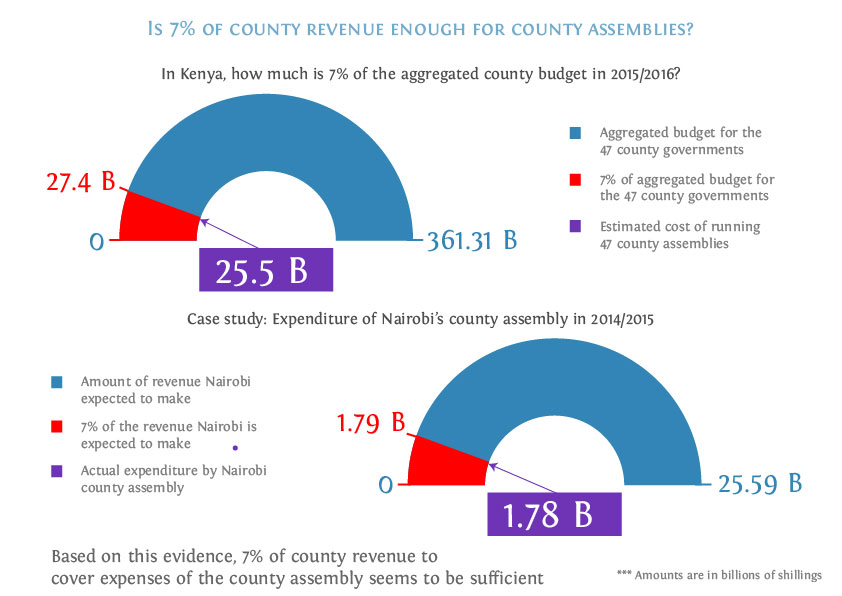 Is 7% of county revenue enough for county assemblies?
In Kenya, how much is 7% of the aggregated county budget in 2015/2016?
27.4 B
0
361.31 B
25.5 B
Aggregated budget for the
47 county governments
7% of aggregated budget for
the 47 county governments
Estimated cost of running
47 county assemblies
Case study: Expenditure of Nairobi's county assembly in 2014/2015
Amount of revenue Nairobi
expected to make
7% of the revenue Nairobi is
expected to make
Actual expenditure by Nairobi
county assembly
1.79 B
0
25.59 B
1.78 B
Based on this evidence, 7% of county revenue to
cover expenses of the county assembly seems to be sufficient
*** Amounts are in billions of shillings